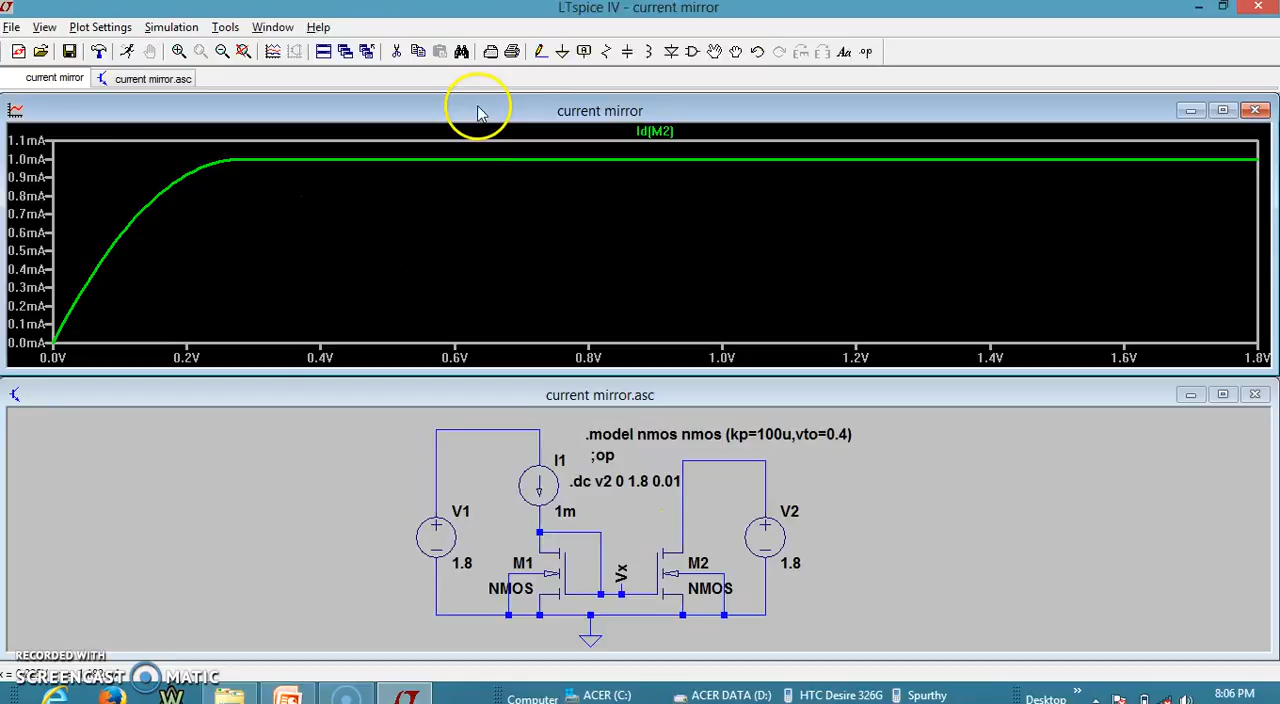 LTspice IV - current mirror
File View Plot Settings Simulation Tools Window Help
current mirror current mirror.asc
current mirror
Id(M2)
1.1mA
1.0mA
0.9mA
0.8mA
0.7mA
0.6mA
0.5mA
0.4mA
0.3mA
0.2mA
0.1mA
0.0mA
0.0V 0.2V 0.4V 0.6V 0.8V 1.0V 1.2V 1.4V 1.6V 1.8V
current mirror.asc
.model nmos nmos (kp=100u,vto=0.4)
;op
I1
.dc v2 0 1.8 0.01
V1
1m
V2
M1
1.8
Vx
M2
1.8
NMOS
NMOS
RECORDED WITH
SCREENCAST MATIC
Computer ACER (C:) ACER DATA (D:) HTC Desire 326G Spurthy Desktop
8:06 PM